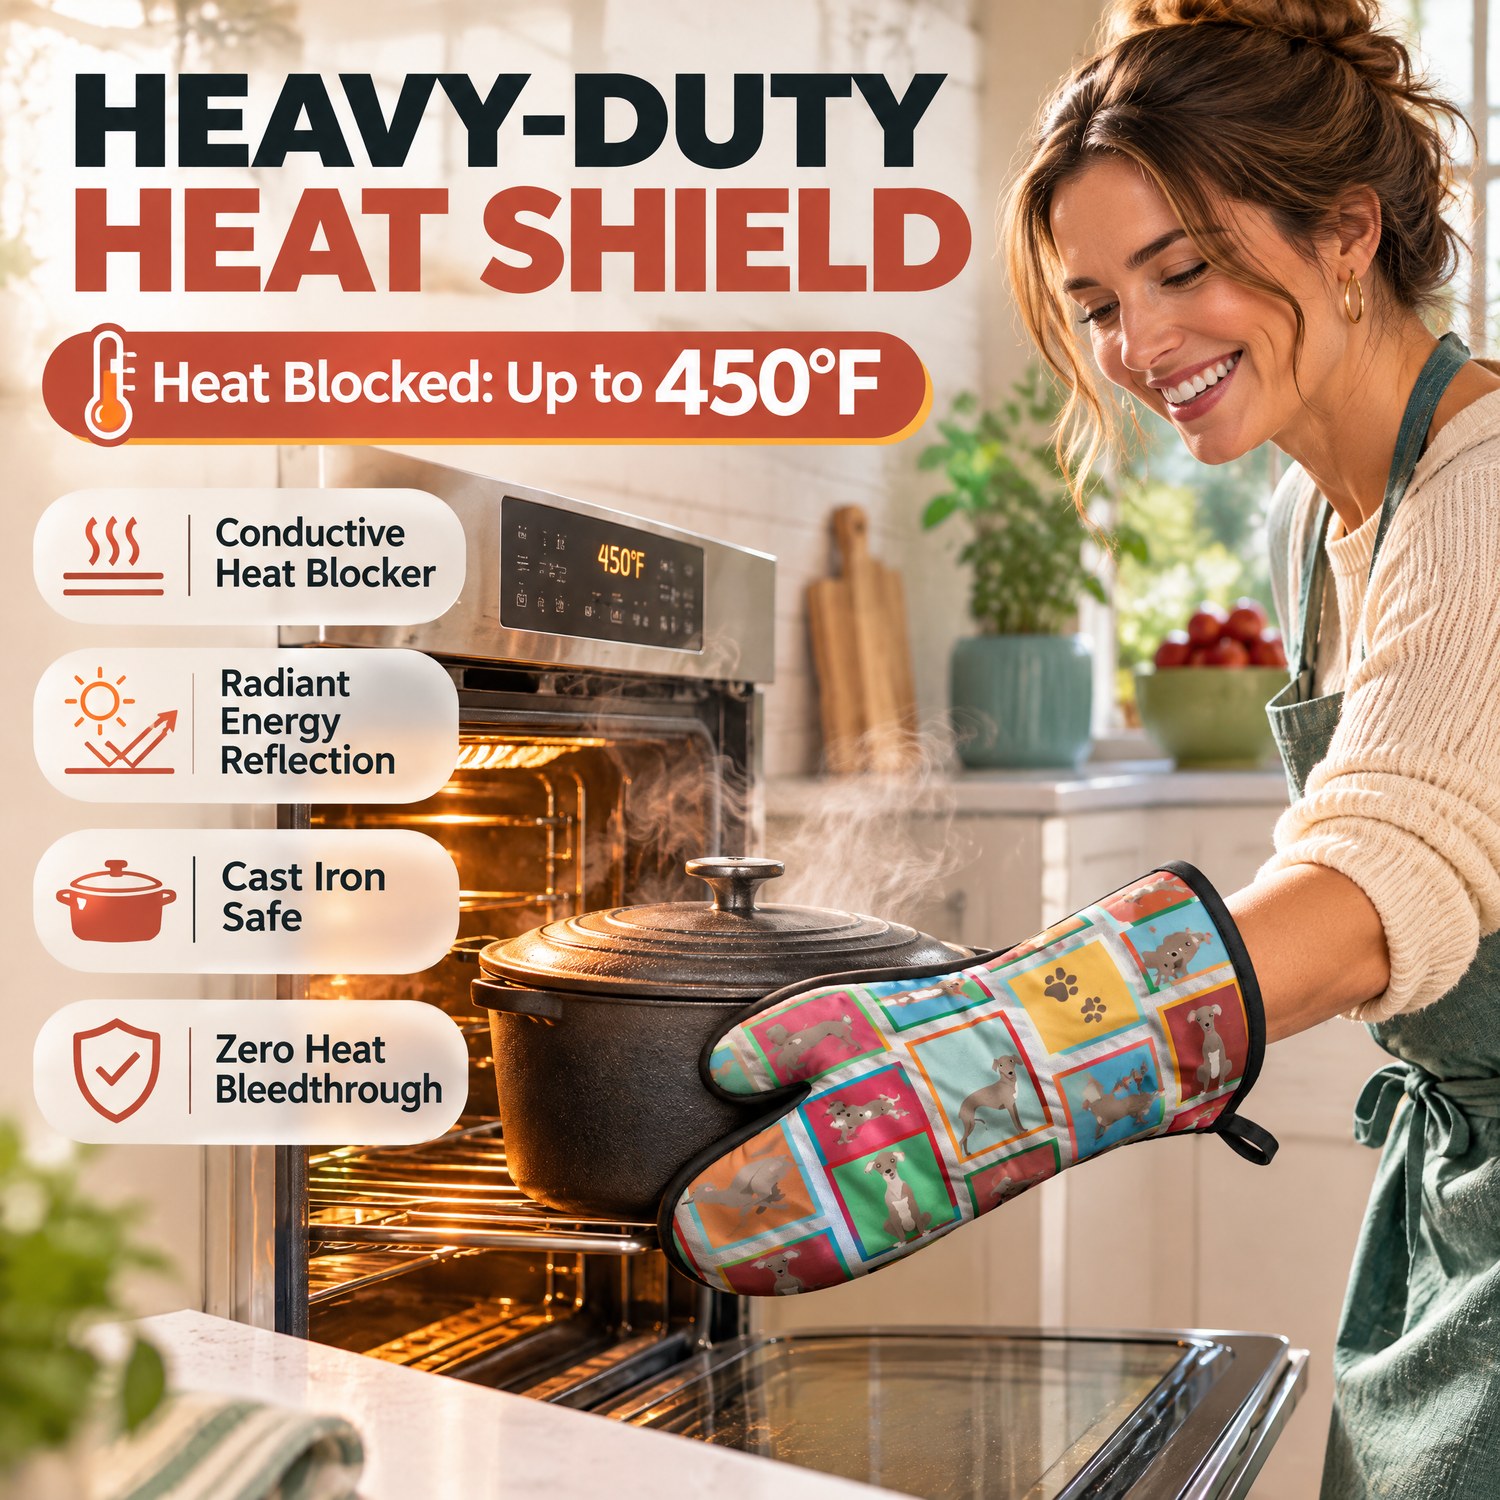 HEAVY-DUTY
HEAT SHIELD
Heat Blocked: Up to 450°F
450°F
Conductive
Heat Blocker
Radiant
Energy
Reflection
Cast Iron
Safe
Zero Heat
Bleedthrough